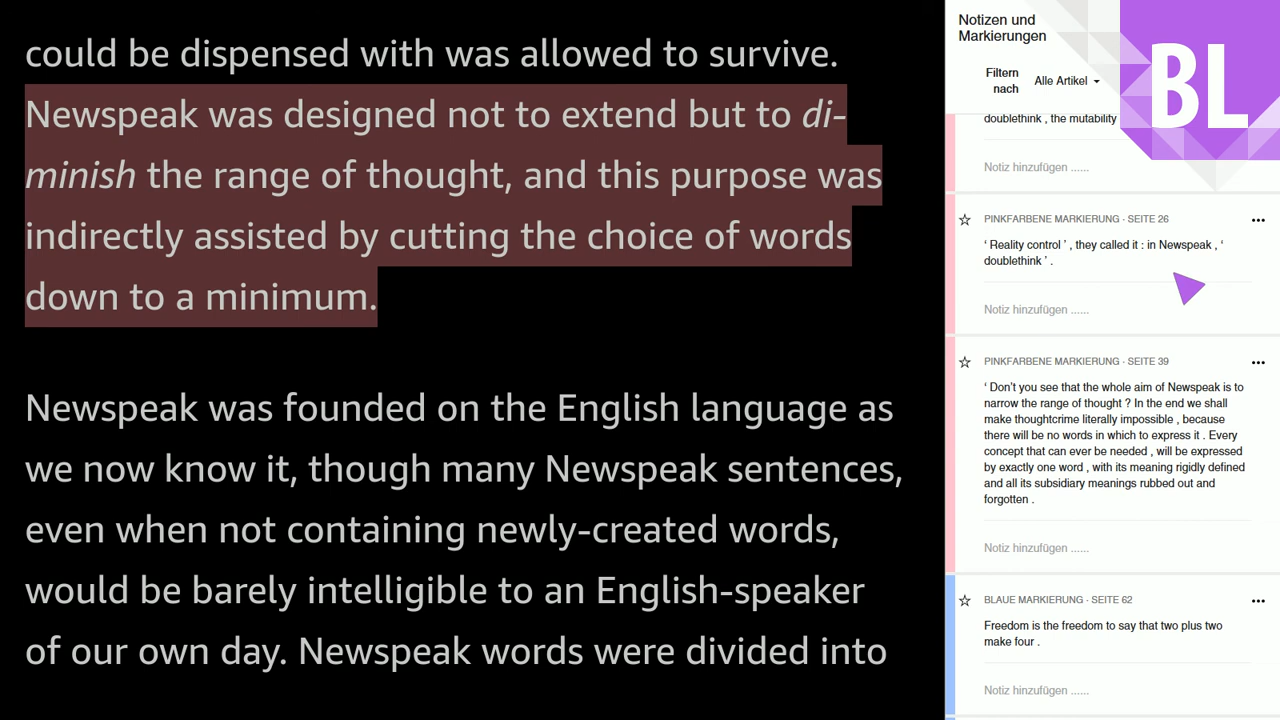 could be dispensed with was allowed to survive.
Newspeak was designed not to extend but to di-
minish the range of thought, and this purpose was
indirectly assisted by cutting the choice of words
down to a minimum.
Newspeak was founded on the English language as
we now know it, though many Newspeak sentences,
even when not containing newly-created words,
would be barely intelligible to an English-speaker
of our own day. Newspeak words were divided into
Notizen und
Markierungen
Filtern
nach
Alle Artikel
BL
doublethink , the mutability
Notiz hinzufügen ......
PINKFARBENE MARKIERUNG · SEITE 26
‘ Reality control ’ , they called it : in Newspeak , ‘
doublethink ’ .
Notiz hinzufügen ......
PINKFARBENE MARKIERUNG · SEITE 39
‘ Don’t you see that the whole aim of Newspeak is to
narrow the range of thought ? In the end we shall
make thoughtcrime literally impossible , because
there will be no words in which to express it . Every
concept that can ever be needed , will be expressed
by exactly one word , with its meaning rigidly defined
and all its subsidiary meanings rubbed out and
forgotten .
Notiz hinzufügen ......
BLAUE MARKIERUNG · SEITE 62
Freedom is the freedom to say that two plus two
make four .
Notiz hinzufügen ......